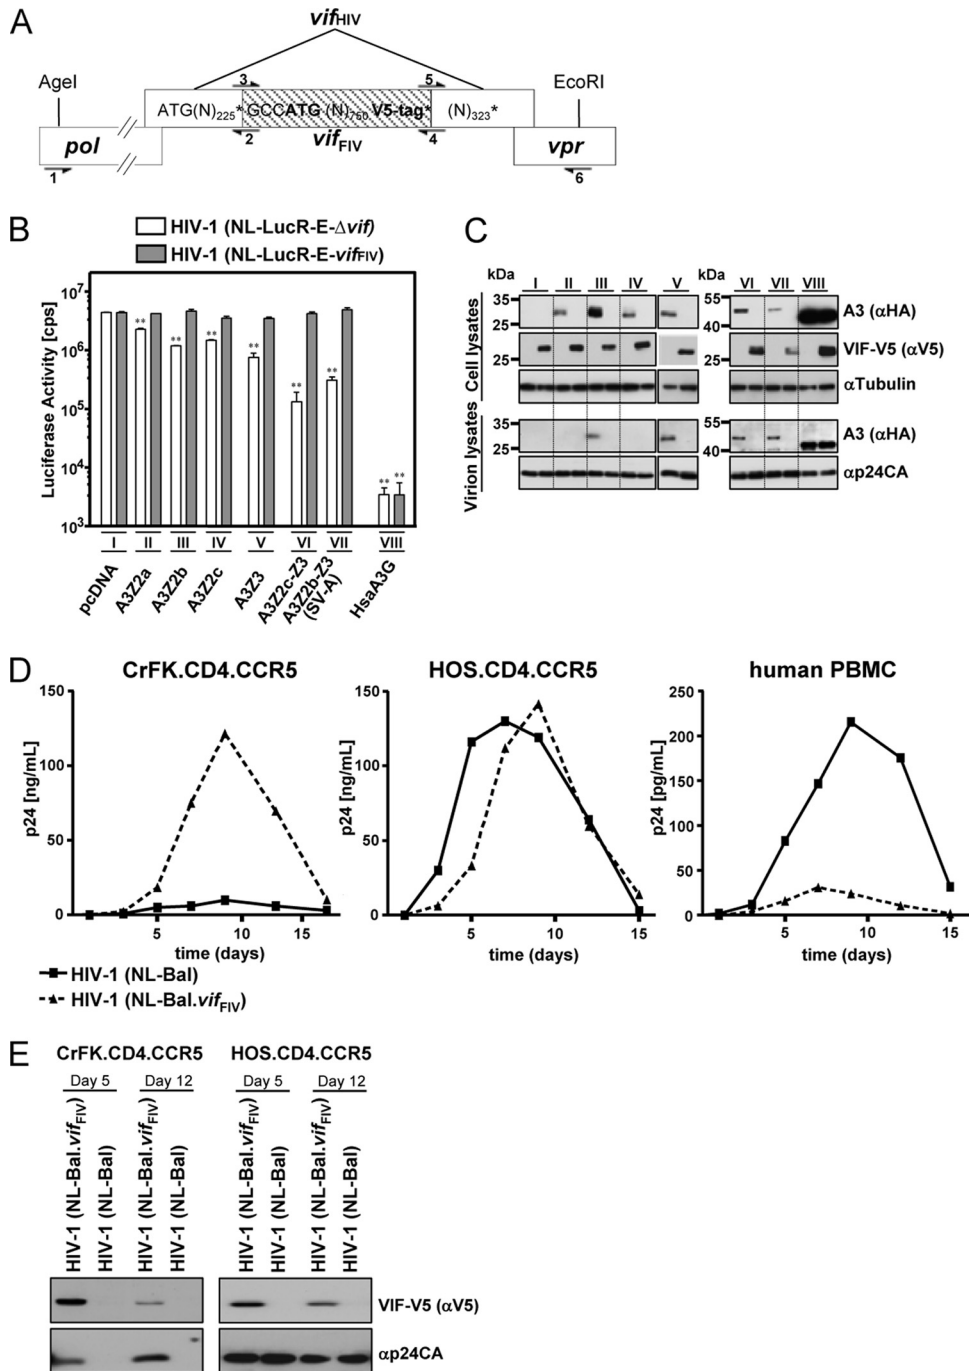 A
vifHIV
AgeI
3
5
EcoRI
ATG(N)225*
GCCATG (N)750 V5-tag*
(N)323*
pol
2
vifFIV
4
vpr
1
6
B
HIV-1 (NL-LucR-E-Δvif)
HIV-1 (NL-LucR-E-vifFIV)
Luciferase Activity [cps]
10^7
10^6
10^5
10^4
10^3
** ** ** ** ** ** ** **
I II III IV V VI VII VIII
pcDNA
A3Z2a
A3Z2b
A3Z2c
A3Z3
A3Z2c-Z3
A3Z2b-Z3
(SV-A)
HsaA3G
C
kDa I II III IV V kDa VI VII VIII
Cell lysates
35
25
55
40
A3 (αHA)
25
25
VIF-V5 (αV5)
αTubulin
Virion lysates
35
25
55
40
A3 (αHA)
αp24CA
D
CrFK.CD4.CCR5
p24 [ng/mL]
150
100
50
0
5 10 15
time (days)
HOS.CD4.CCR5
p24 [ng/mL]
150
100
50
0
5 10 15
time (days)
human PBMC
p24 [pg/mL]
250
200
150
100
50
0
5 10 15
time (days)
HIV-1 (NL-Bal)
HIV-1 (NL-Bal.vifFIV)
E
CrFK.CD4.CCR5 HOS.CD4.CCR5
Day 5 Day 12 Day 5 Day 12
HIV-1 (NL-Bal.vifFIV)
HIV-1 (NL-Bal)
HIV-1 (NL-Bal.vifFIV)
HIV-1 (NL-Bal)
HIV-1 (NL-Bal.vifFIV)
HIV-1 (NL-Bal)
HIV-1 (NL-Bal.vifFIV)
HIV-1 (NL-Bal)
VIF-V5 (αV5)
αp24CA